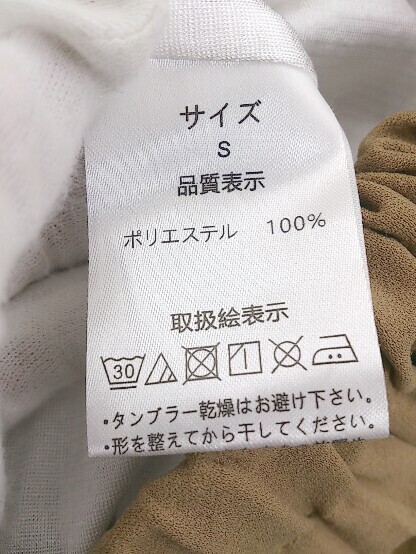 サイズ
S
品質表示
ポリエステル 100%
取扱絵表示
30
・タンブラー乾燥はお避け下さい。
・形を整えてから干してください。